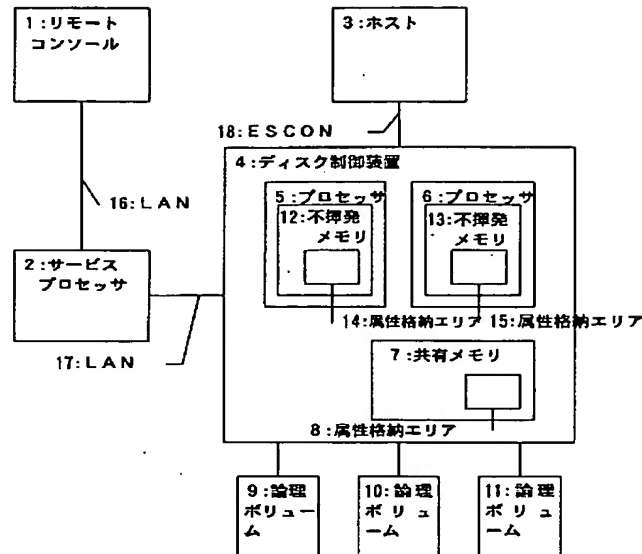 1:リモート
コンソール
3:ホスト
18:ESCON
4:ディスク制御装置
5:プロセッサ
6:プロセッサ
12:不揮発
メモリ
13:不揮発
メモリ
16:LAN
2:サービス
プロセッサ
14:属性格納エリア
15:属性格納エリア
17:LAN
7:共有メモリ
8:属性格納エリア
9:論理
ボリュー
ム
10:論理
ボリュ
ーム
11:論理
ボリュ
ーム